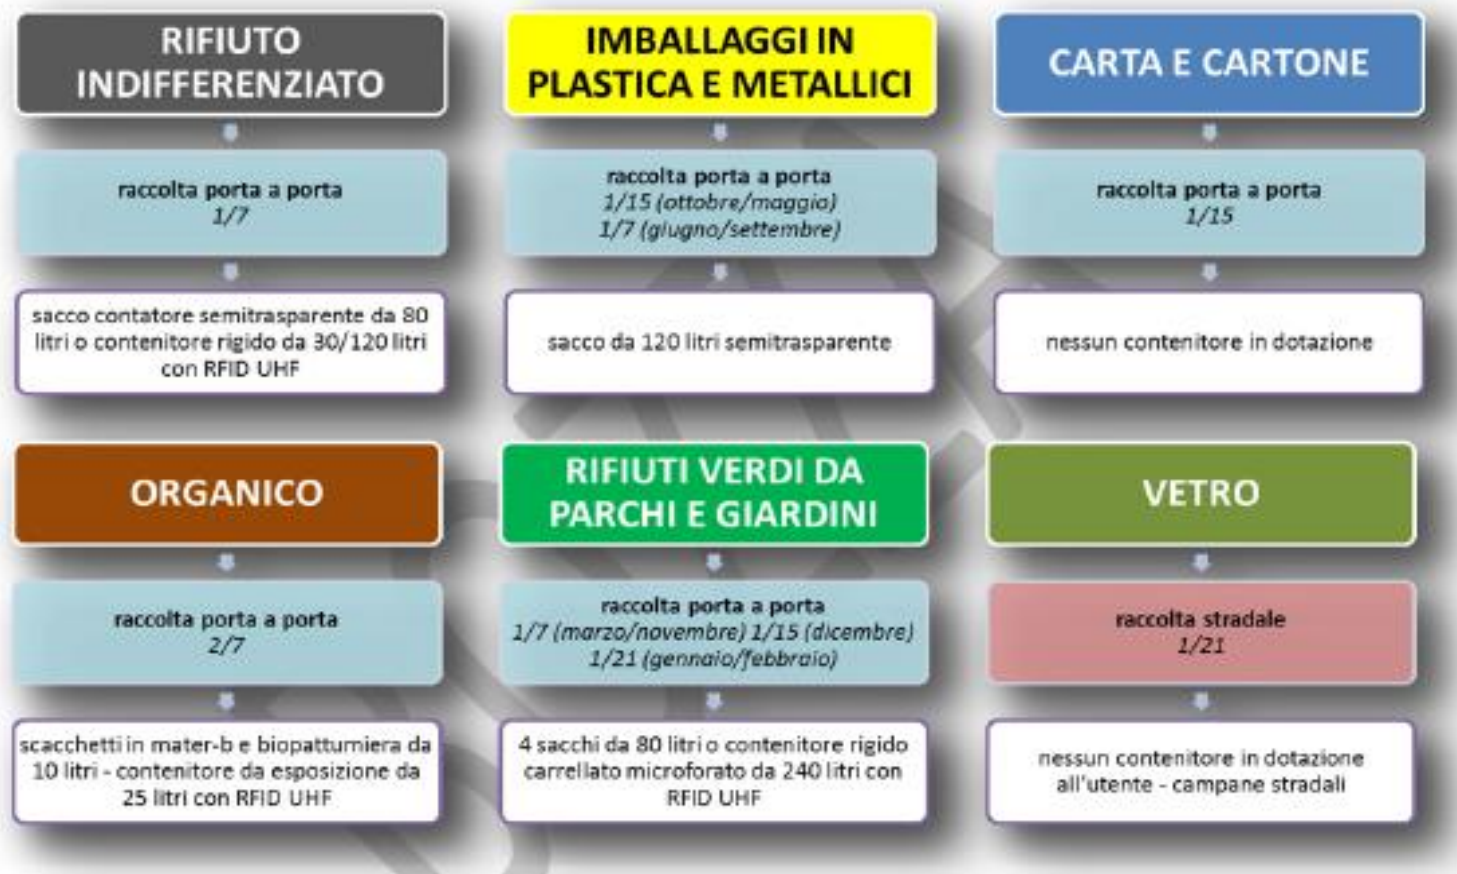 RIFIUTO
INDIFFERENZIATO
raccolta porta a porta
1/7
sacco contatore semitrasparente da 80
litri o contenitore rigido da 30/120 litri
con RFID UHF
IMBALLAGGI IN
PLASTICA E METALLICI
raccolta porta a porta
1/15 (ottobre/maggio)
1/7 (giugno/settembre)
sacco da 120 litri semitrasparente
CARTA E CARTONE
raccolta porta a porta
1/15
nessun contenitore in dotazione
ORGANICO
raccolta porta a porta
2/7
scacchetti in mater-b e biopattumiera da
10 litri - contenitore da esposizione da
25 litri con RFID UHF
RIFIUTI VERDI DA
PARCHI E GIARDINI
raccolta porta a porta
1/7 (marzo/novembre) 1/15 (dicembre)
1/21 (gennaio/febbraio)
4 sacchi da 80 litri o contenitore rigido
carrellato microforato da 240 litri con
RFID UHF
VETRO
raccolta stradale
1/21
nessun contenitore in dotazione
all'utente - campane stradali